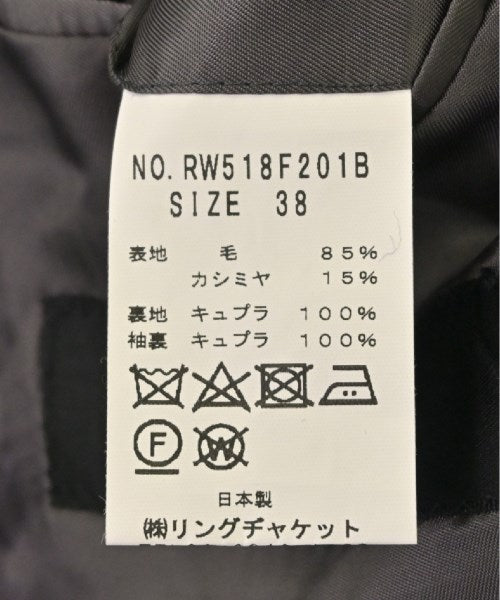 NO. RW518F201B
SIZE 38
表地 毛 85%
カシミヤ 15%
裏地 キュプラ 100%
袖裏 キュプラ 100%
F W
日本製
㈱リングヂャケット